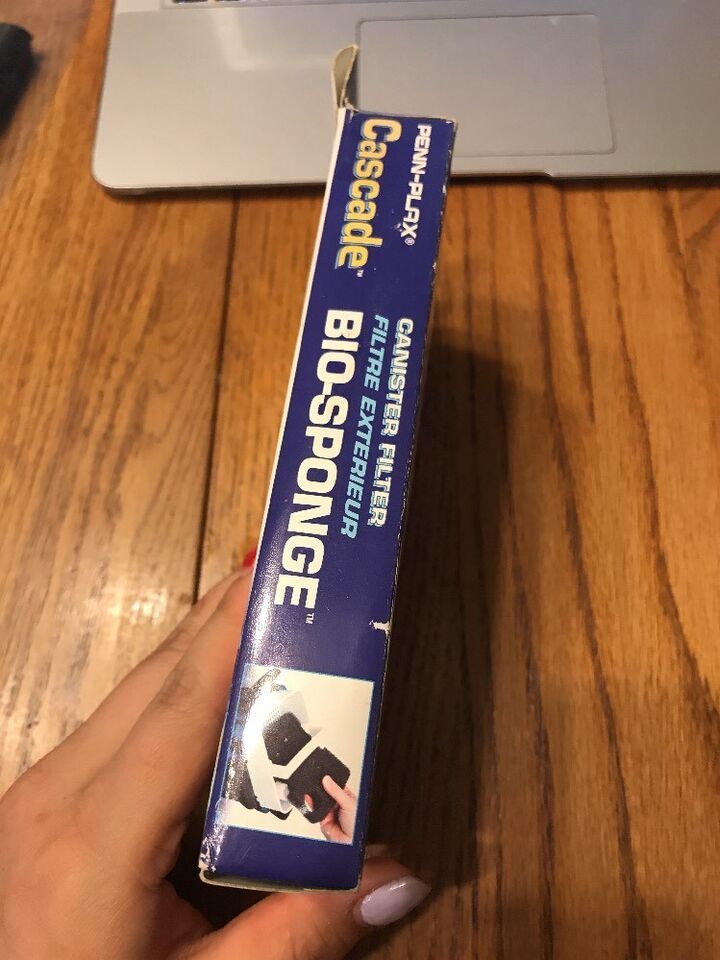 PENN-PLAX®
Cascade™
CANISTER FILTER
FILTRE EXTERIEUR
BIO-SPONGE™